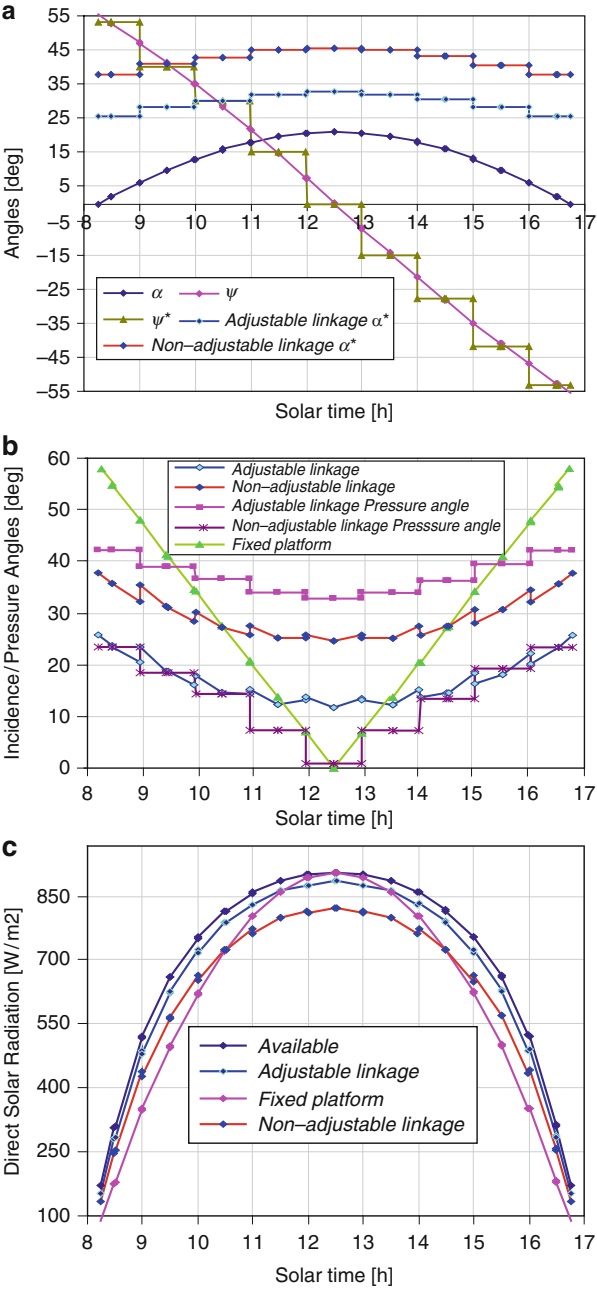 a
55
45
35
25
15
5
−5
−15
−25
−35
−45
−55
Angles [deg]
8 9 10 11 12 13 14 15 16 17
α ψ
ψ* Adjustable linkage α*
Non–adjustable linkage α*
Solar time [h]
b
60
50
40
30
20
10
0
Incidence/Pressure Angles [deg]
Adjustable linkage
Non–adjustable linkage
Adjustable linkage Pressure angle
Non–adjustable linkage Presssure angle
Fixed platform
8 9 10 11 12 13 14 15 16 17
Solar time [h]
c
850
700
550
400
250
100
Direct Solar Radiation [W/m2]
Available
Adjustable linkage
Fixed platform
Non–adjustable linkage
8 9 10 11 12 13 14 15 16 17
Solar time [h]